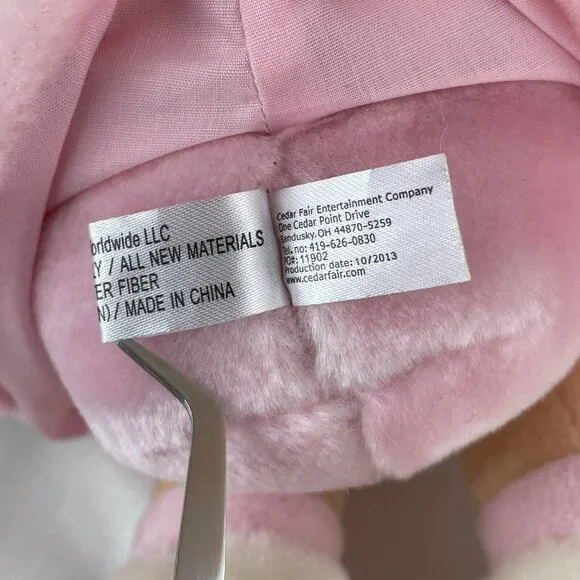 orldwide LLC
Y / ALL NEW MATERIALS
ER FIBER
N) / MADE IN CHINA
Cedar Fair Entertainment Company
One Cedar Point Drive
Sandusky, OH 44870-5259
Tel. no: 419-626-0830
PO#: 11902
Production date: 10/2013
www.cedarfair.com